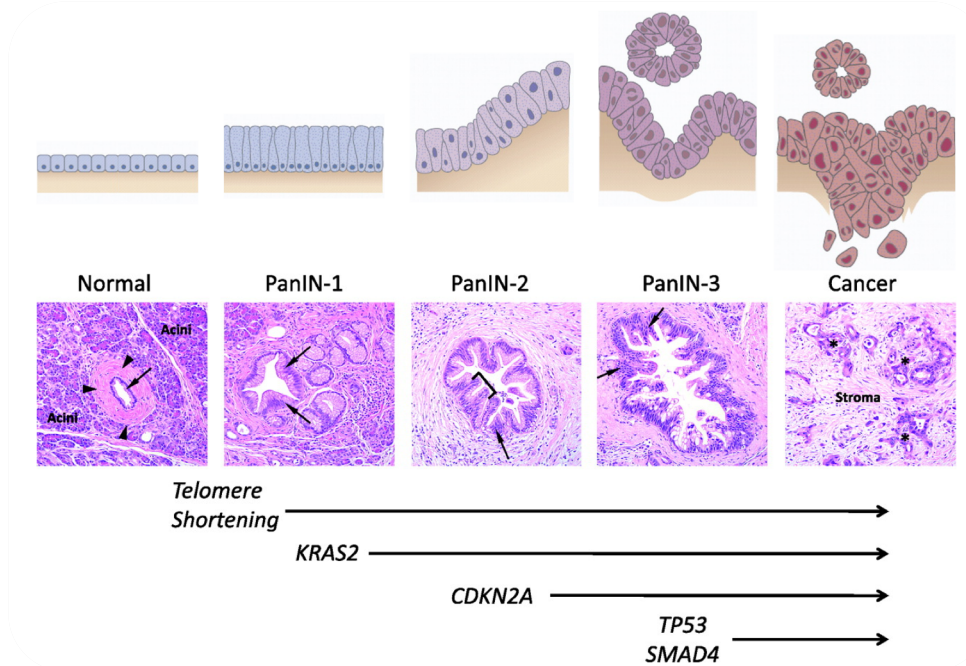 Normal
PanIN-1
PanIN-2
PanIN-3
Cancer
Acini
Acini
*
*
*
Stroma
Telomere
Shortening
KRAS2
CDKN2A
TP53
SMAD4